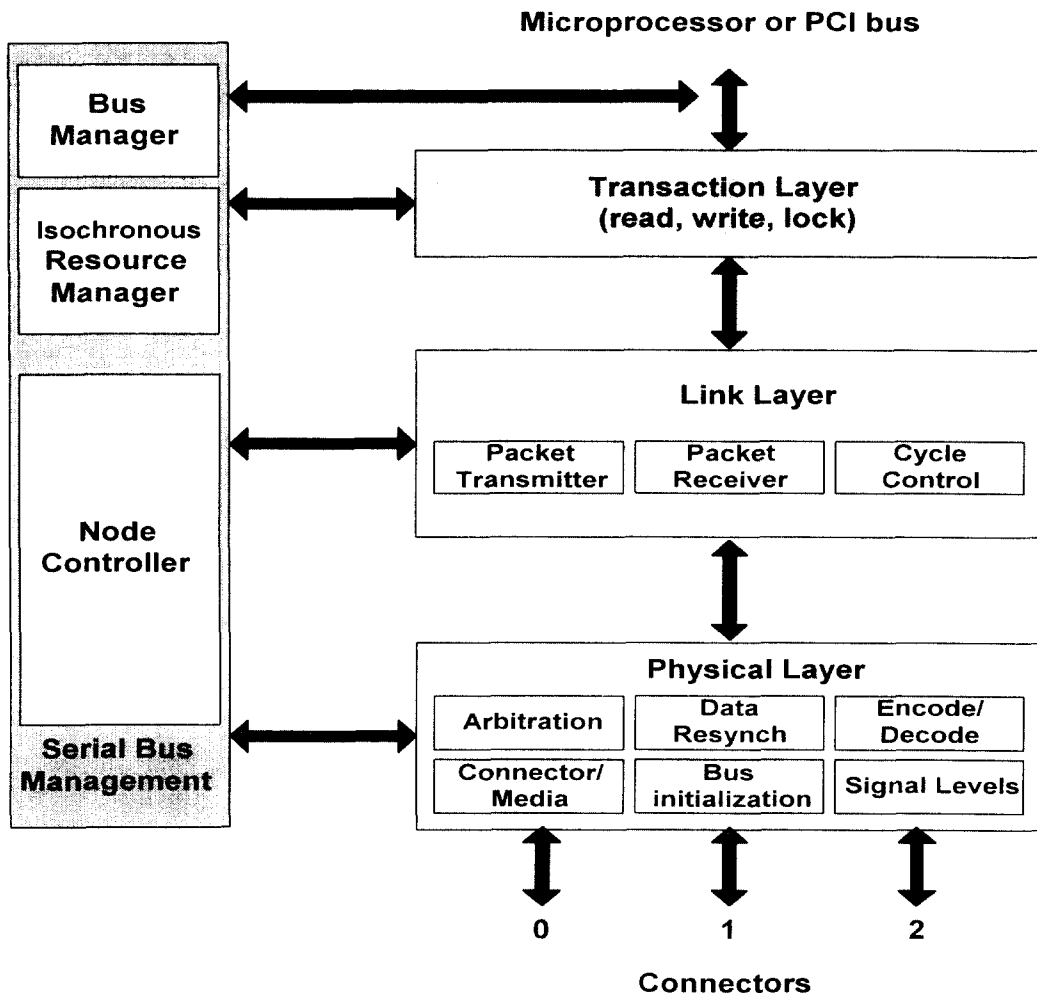 Microprocessor or PCI bus
Bus
Manager
Isochronous
Resource
Manager
Node
Controller
Serial Bus
Management
Transaction Layer
(read, write, lock)
Link Layer
Packet
Transmitter
Packet
Receiver
Cycle
Control
Physical Layer
Arbitration
Data
Resynch
Encode/
Decode
Connector/
Media
Bus
initialization
Signal Levels
0
1
2
Connectors